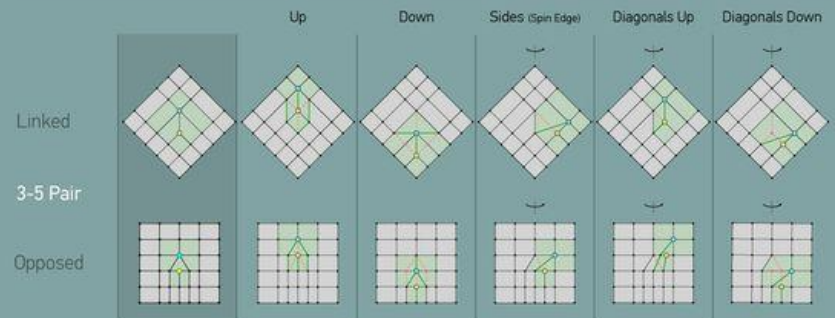 Up Down Sides (Spin Edge) Diagonals Up Diagonals Down
Linked
3-5 Pair
Opposed